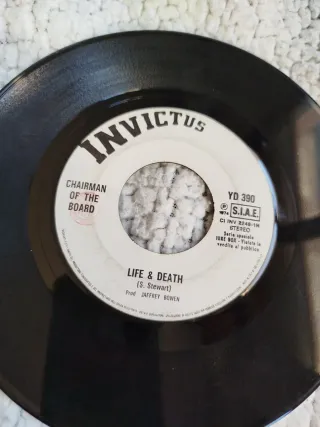 INVICTUS
CHAIRMAN
OF THE
BOARD
YD 390
S.I.A.E.
STEREO
Serie speciale
JUKE BOX - Vietata la
vendita al pubblico
LIFE & DEATH
(S. Stewart)
Prod JAFFREY BOWEN